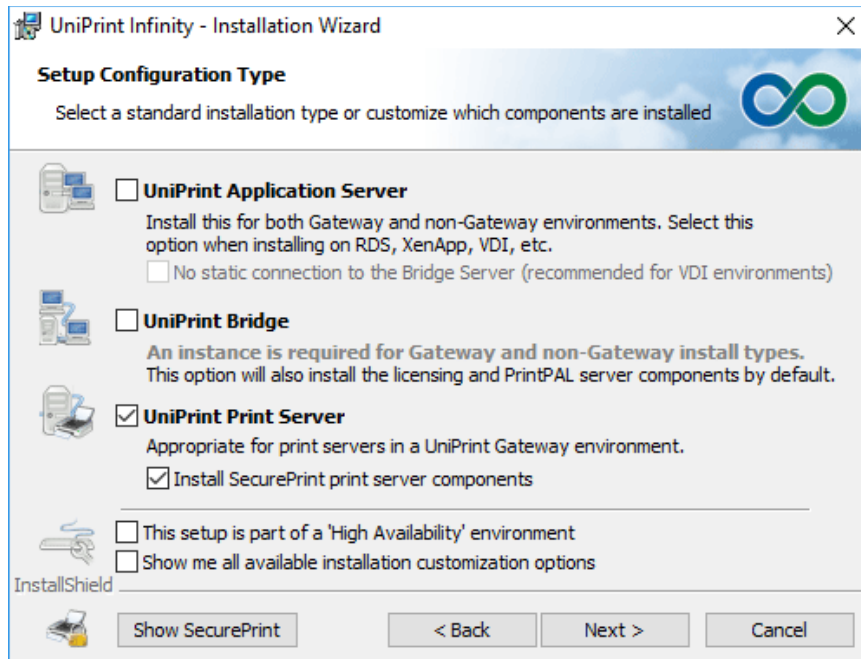 UniPrint Infinity - Installation Wizard
Setup Configuration Type
Select a standard installation type or customize which components are installed
UniPrint Application Server
Install this for both Gateway and non-Gateway environments. Select this
option when installing on RDS, XenApp, VDI, etc.
No static connection to the Bridge Server (recommended for VDI environments)
UniPrint Bridge
An instance is required for Gateway and non-Gateway install types.
This option will also install the licensing and PrintPAL server components by default.
UniPrint Print Server
Appropriate for print servers in a UniPrint Gateway environment.
Install SecurePrint print server components
This setup is part of a 'High Availability' environment
Show me all available installation customization options
InstallShield
Show SecurePrint
< Back
Next >
Cancel